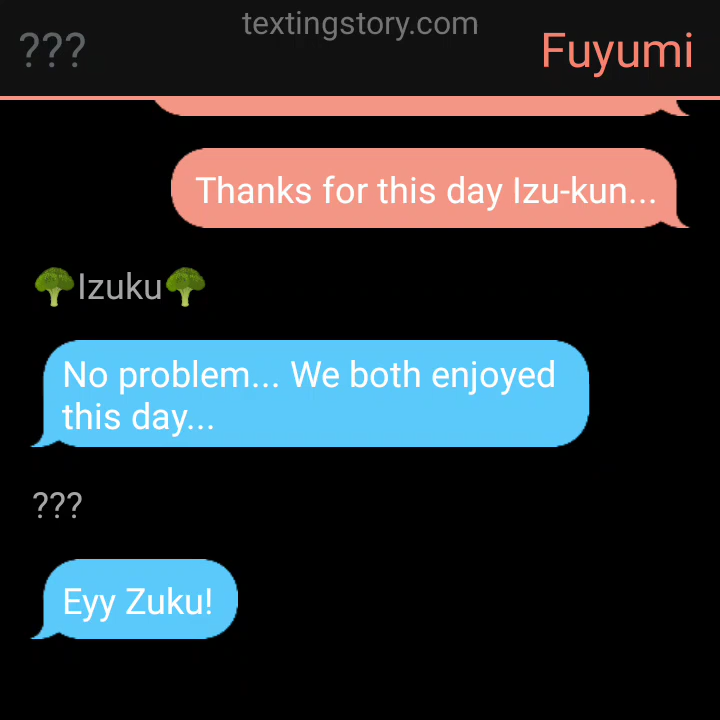 textingstory.com
???
Fuyumi
Thanks for this day Izu-kun...
🥦Izuku🥦
No problem... We both enjoyed
this day...
???
Eyy Zuku!